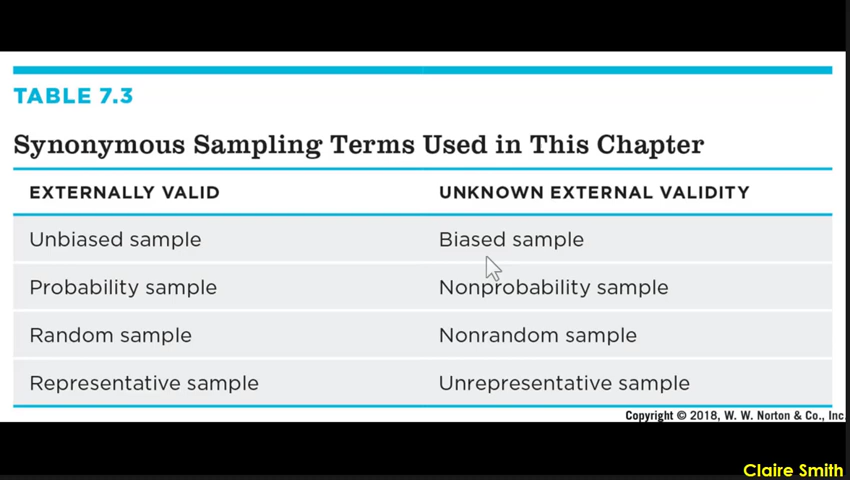 TABLE 7.3
Synonymous Sampling Terms Used in This Chapter
EXTERNALLY VALID UNKNOWN EXTERNAL VALIDITY
Unbiased sample Biased sample
Probability sample Nonprobability sample
Random sample Nonrandom sample
Representative sample Unrepresentative sample
Copyright © 2018, W. W. Norton & Co., Inc.
Claire Smith